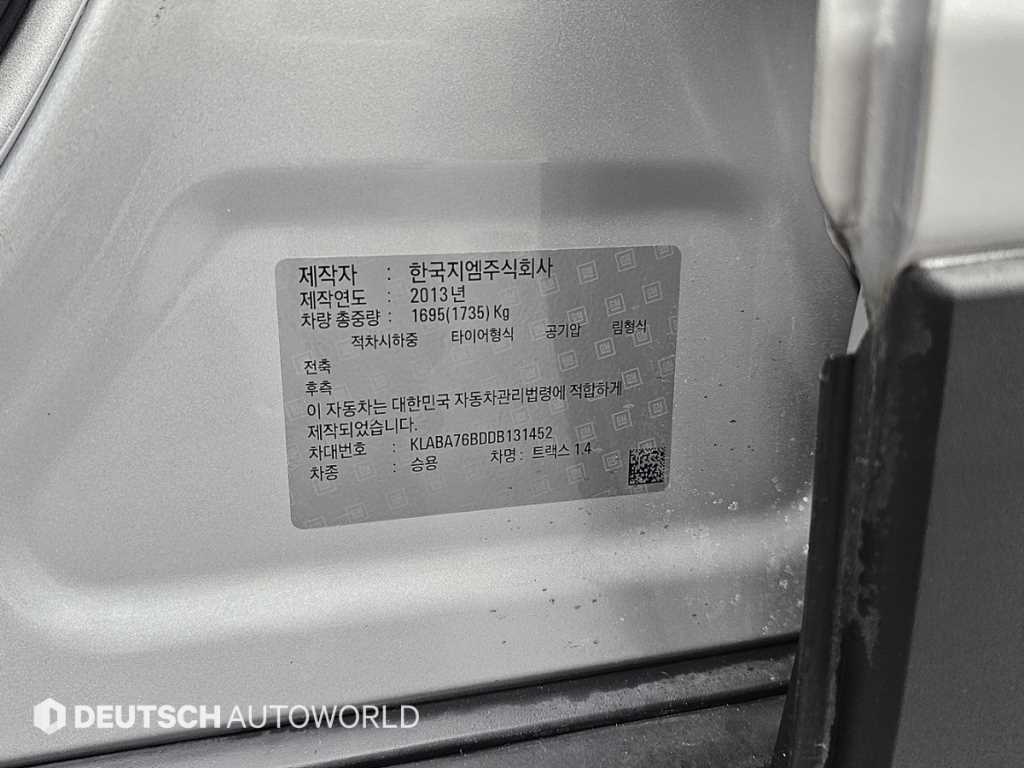 제작자 : 한국지엠주식회사
제작연도 : 2013년
차량 총중량 : 1695(1735) Kg
적차시하중 타이어형식 공기압 림형식
전축
후축
이 자동차는 대한민국 자동차관리법령에 적합하게
제작되었습니다.
차대번호 : KLABA76BDDB131452
차종 : 승용 차명 : 트랙스 1.4
DEUTSCH AUTOWORLD